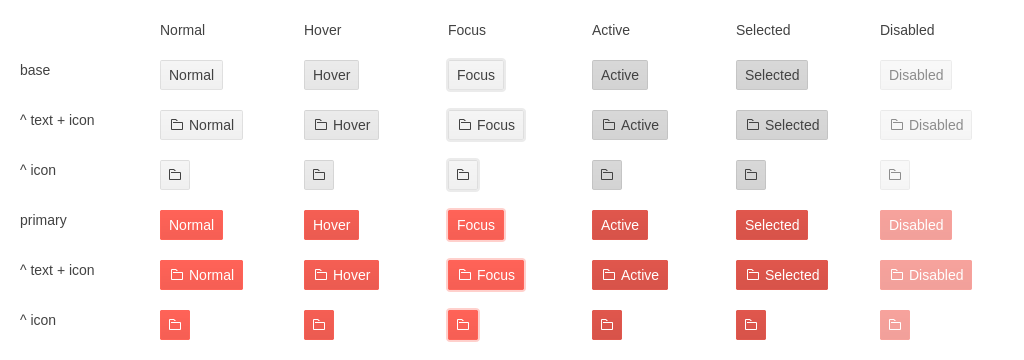 Normal Hover Focus Active Selected Disabled
base Normal Hover Focus Active Selected Disabled
^ text + icon Normal Hover Focus Active Selected Disabled
^ icon
primary Normal Hover Focus Active Selected Disabled
^ text + icon Normal Hover Focus Active Selected Disabled
^ icon